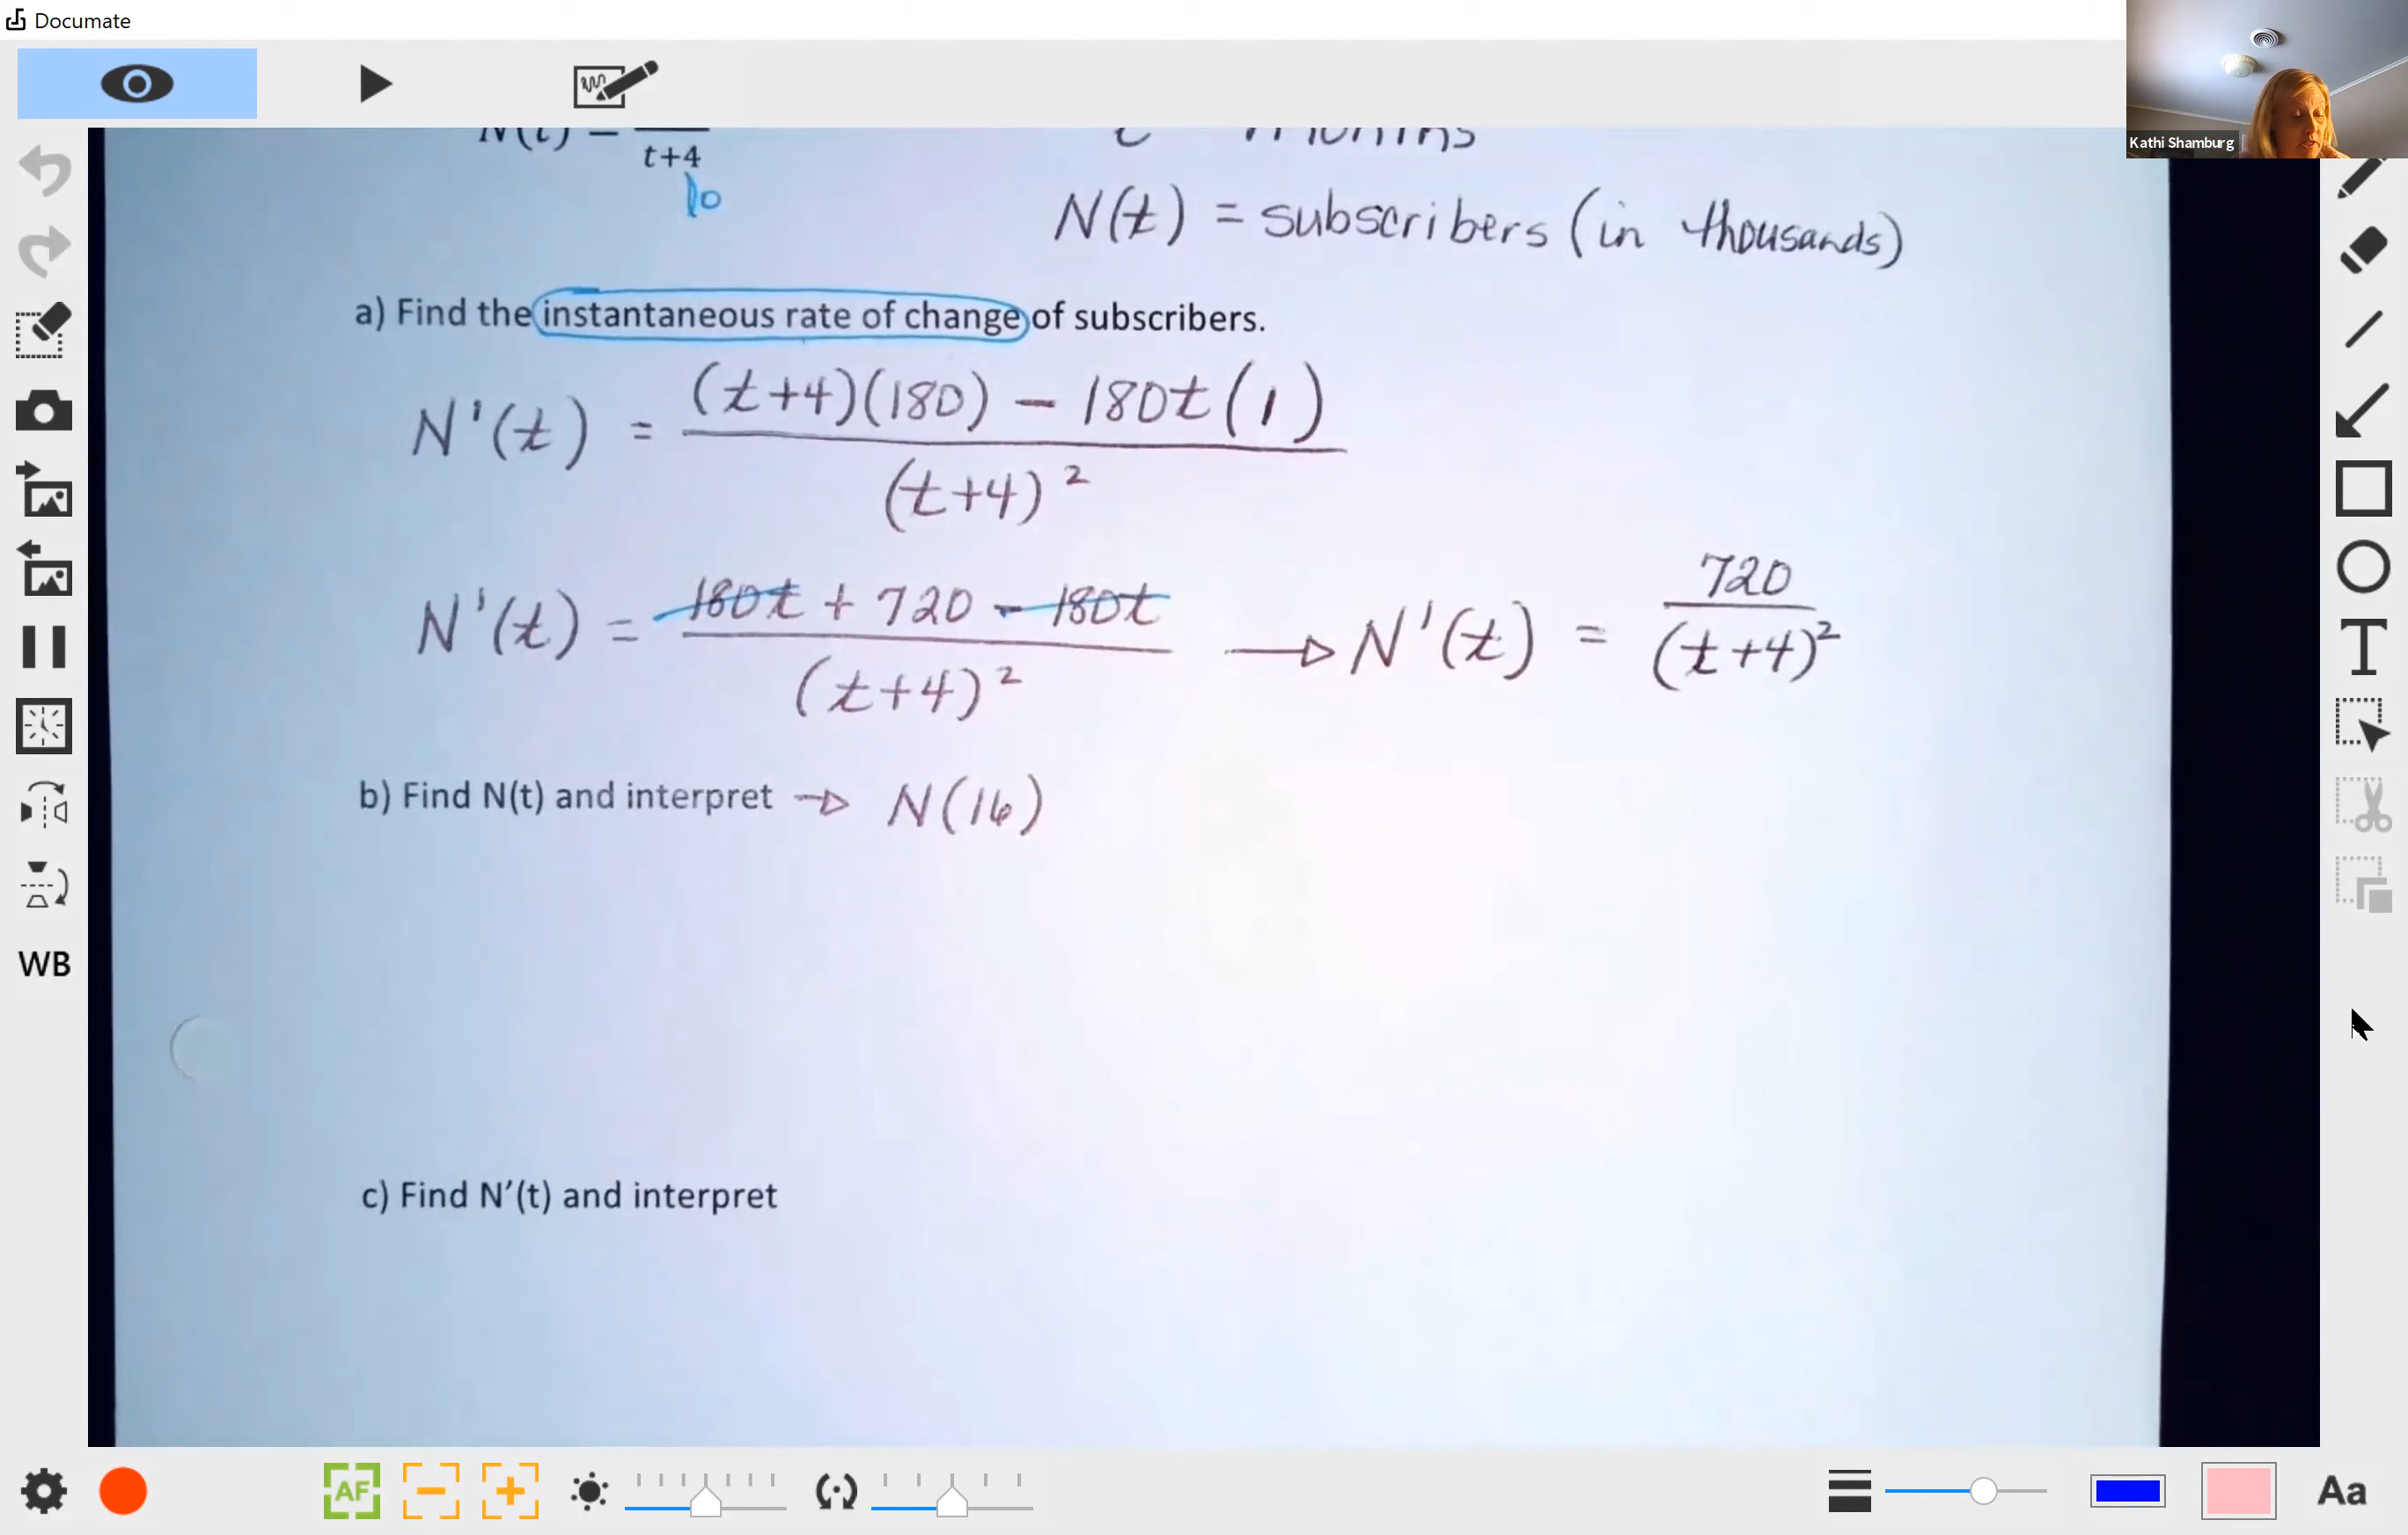 Documate
Kathi Shamburg
N(t) =
t+4
lo
t months
N(t) = subscribers (in thousands)
a) Find the instantaneous rate of change of subscribers.
N'(t) = (t+4)(180) - 180t(1)
(t+4)²
N'(t) = 180t + 720 - 180t
(t+4)²
N'(t) = 720
(t+4)²
b) Find N(t) and interpret → N(16)
c) Find N'(t) and interpret
T
WB
AF
Aa